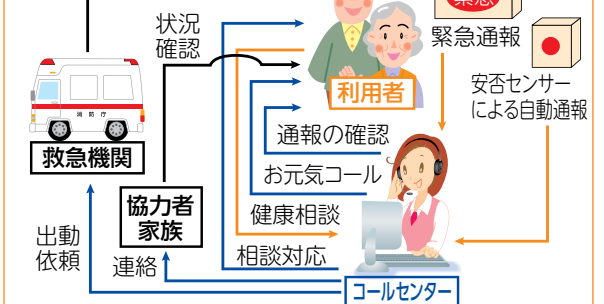 緊急
緊急通報
状況
確認
安否センサー
による自動通報
利用者
消防庁
救急機関
通報の確認
お元気コール
協力者
家族
健康相談
出動
依頼
連絡
相談対応
コールセンター